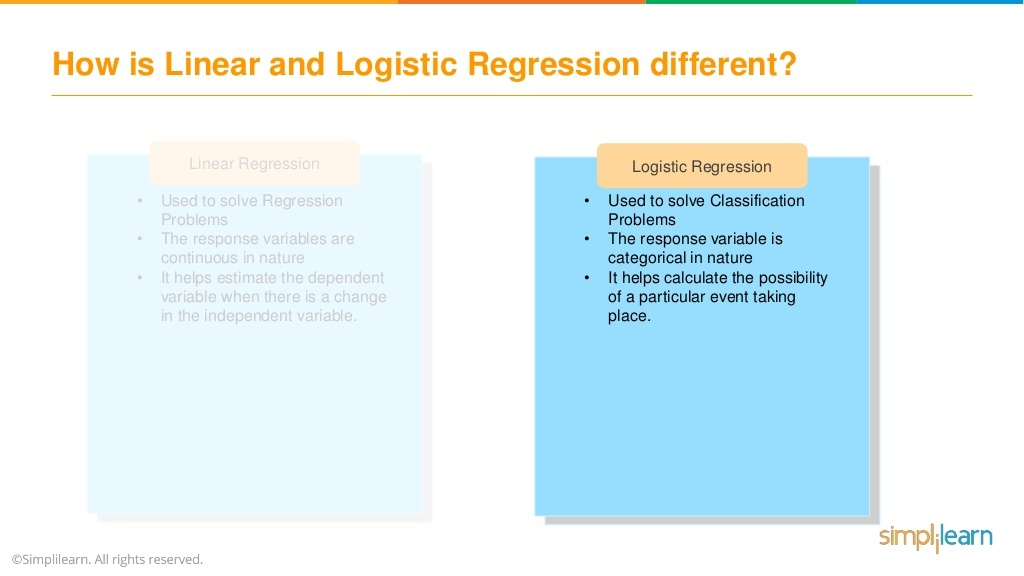 How is Linear and Logistic Regression different?
Linear Regression
• Used to solve Regression
Problems
• The response variables are
continuous in nature
• It helps estimate the dependent
variable when there is a change
in the independent variable.
Logistic Regression
• Used to solve Classification
Problems
• The response variable is
categorical in nature
• It helps calculate the possibility
of a particular event taking
place.
simplilearn
©Simplilearn. All rights reserved.